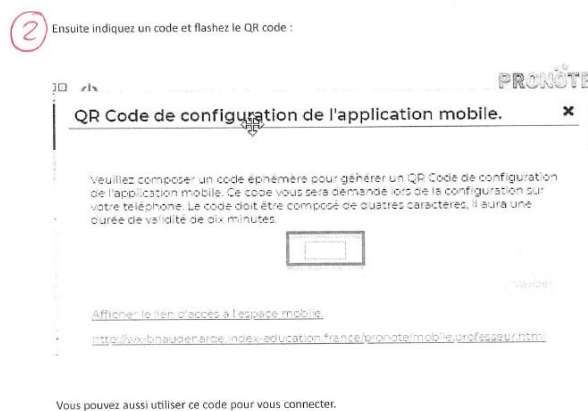 2 Ensuite indiquez un code et flashez le QR code :
PRONOTE
QR Code de configuration de l'application mobile. ×
Veuillez composer un code éphémère pour gehérer un QR Code de configuration
de l'application mobile. Ce code vous sera demandé lors de la configuration sur
votre téléphone. Le code doit être composé de quatres caractères, il aura une
durée de validité de dix minutes.
Valider
Afficher le lien d'accès à l'espace mobile
Vous pouvez aussi utiliser ce code pour vous connecter.